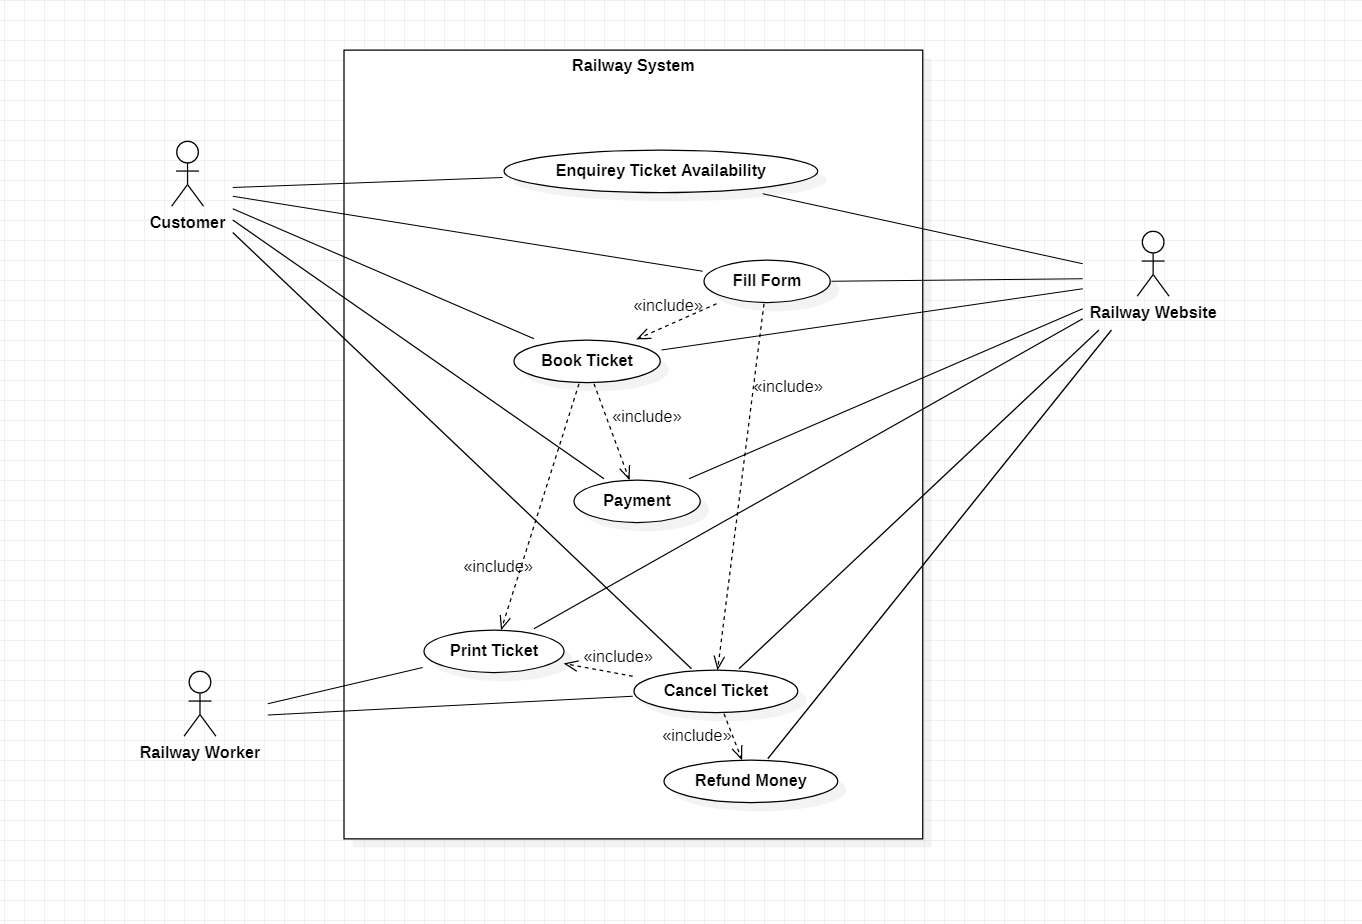 Railway System
Enquirey Ticket Availability
Customer
Fill Form
«include»
Railway Website
Book Ticket
«include»
«include»
Payment
«include»
Print Ticket
«include»
Cancel Ticket
«include»
Railway Worker
Refund Money